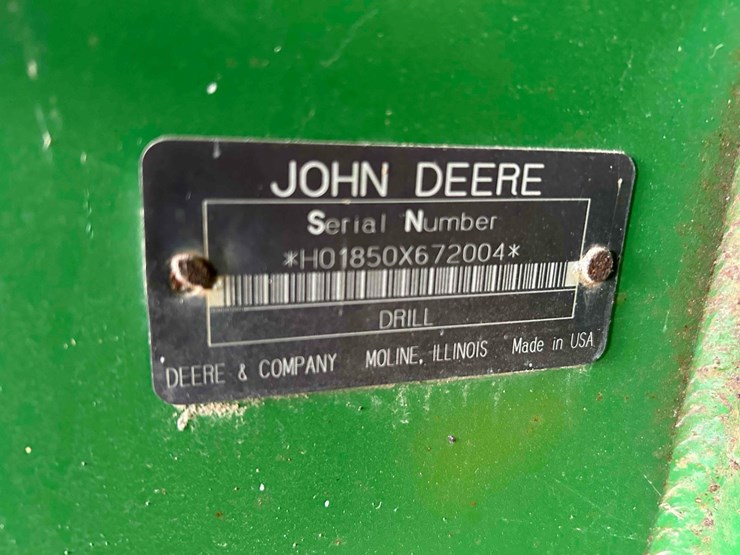 JOHN DEERE
Serial Number
*H01850X672004*
DRILL
DEERE & COMPANY MOLINE, ILLINOIS Made in USA